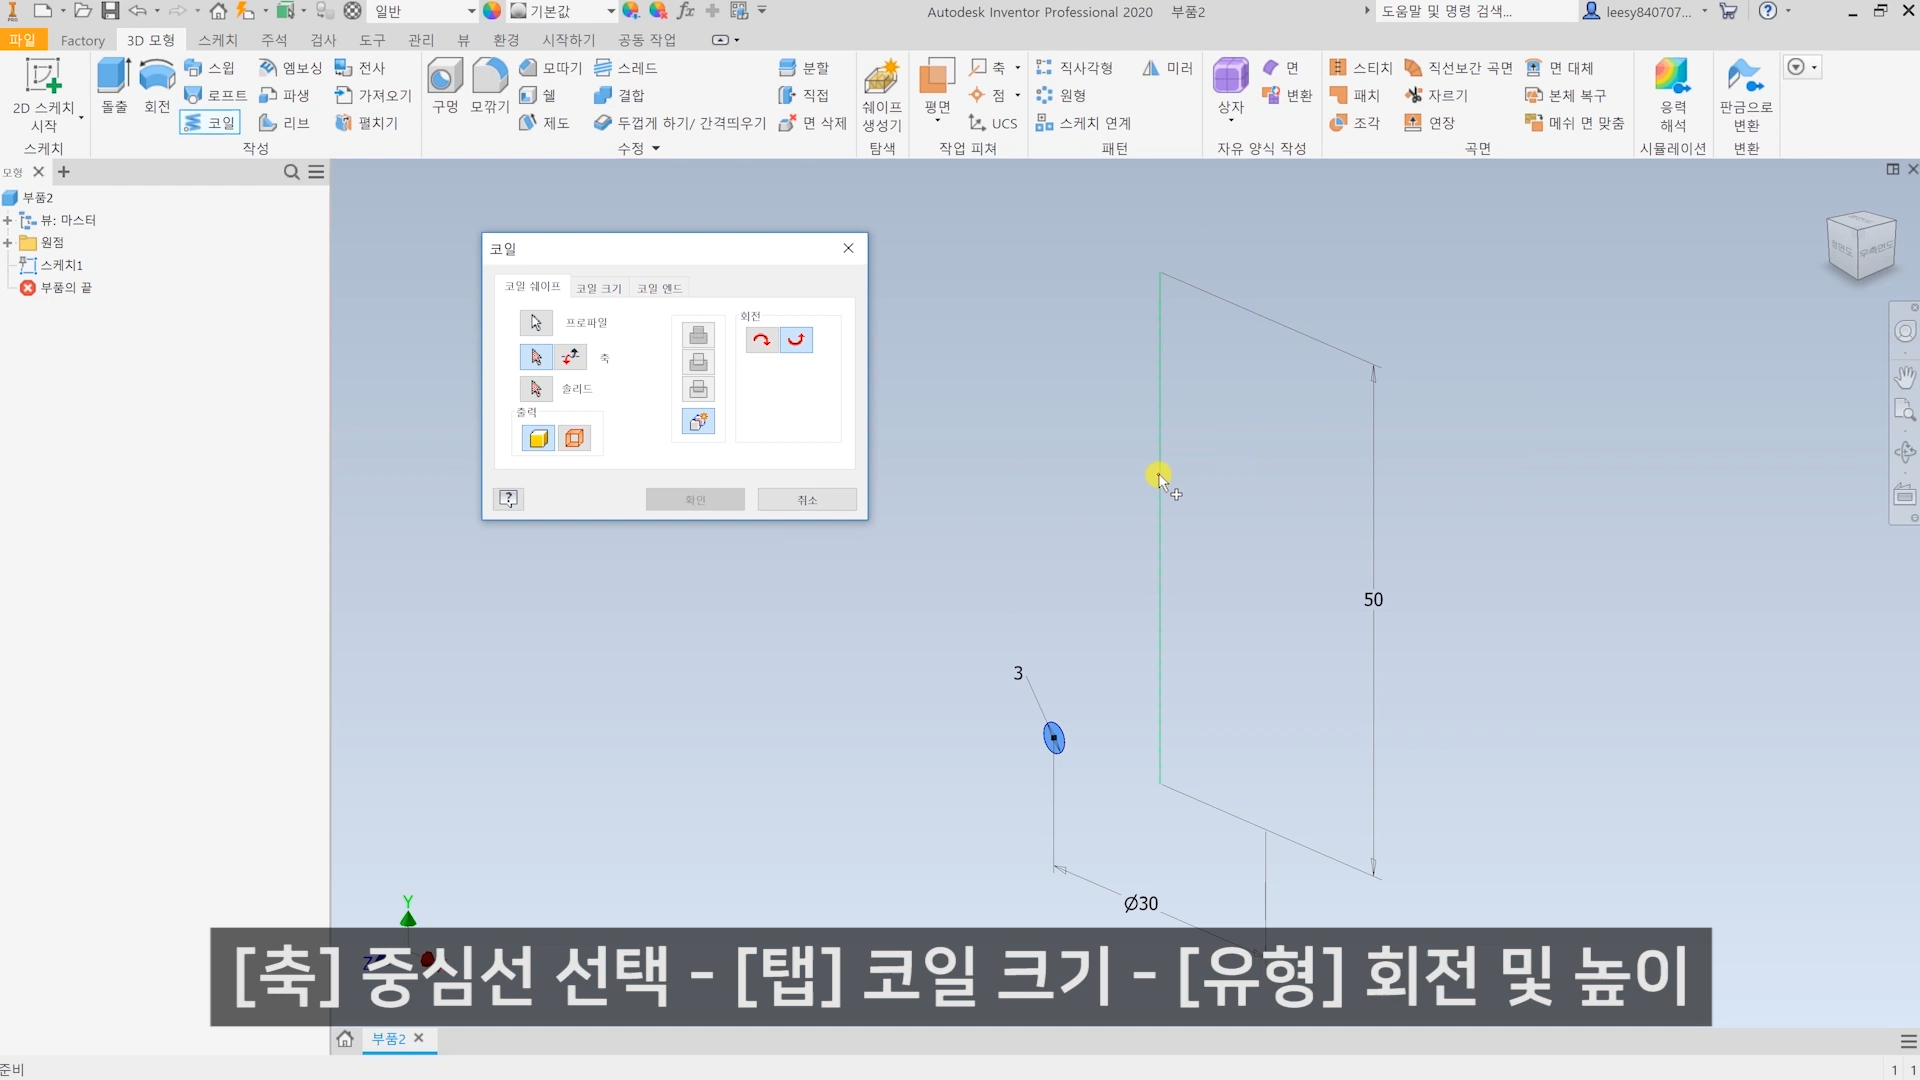 일반
기본값
Autodesk Inventor Professional 2020 부품2
도움말 및 명령 검색...
leesy840707...
파일 Factory 3D 모형 스케치 주석 검사 도구 관리 뷰 환경 시작하기 공동 작업
2D 스케치 시작
돌출
회전
스윕
로프트
코일
엠보싱
파생
리브
전사
가져오기
펼치기
구멍
모깎기
모따기
쉘
제도
스레드
결합
두껍게 하기/ 간격띄우기
분할
직접
면 삭제
쉐이프 생성기
평면
축
점
UCS
직사각형
원형
스케치 연계
미러
상자
면
변환
스티치
패치
조각
직선보간 곡면
자르기
연장
면 대체
본체 복구
메쉬 면 맞춤
응력 해석
판금으로 변환
스케치 작성 수정 탐색 작업 피쳐 패턴 자유 양식 작성 곡면 시뮬레이션 변환
모형
부품2
뷰: 마스터
원점
스케치1
부품의 끝
코일
코일 쉐이프 코일 크기 코일 엔드
프로파일
축
솔리드
출력
회전
확인 취소
우측면도
50
3
Ø30
Y
Z
[축] 중심선 선택 - [탭] 코일 크기 - [유형] 회전 및 높이
부품2
준비
1 1